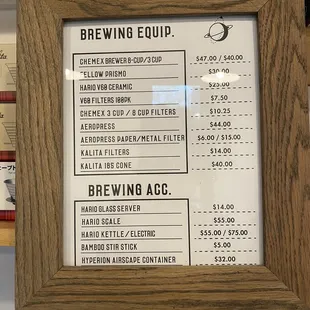 BREWING EQUIP.
CHEMEX BREWER 6-CUP/3 CUP $47.00 / $40.00
FELLOW PRISMO $30.00
HARIO V60 CERAMIC $25.00
V60 FILTERS 100PK $7.50
CHEMEX 3 CUP / 8 CUP FILTERS $10.25
AEROPRESS $44.00
AEROPRESS PAPER/METAL FILTER $6.00 / $15.00
KALITA FILTERS $14.00
KALITA 185 CONE $40.00
BREWING ACC.
HARIO GLASS SERVER $14.00
HARIO SCALE $55.00
HARIO KETTLE / ELECTRIC $55.00 / $75.00
BAMBOO STIR STICK $5.00
HYPERION AIRSCAPE CONTAINER $32.00